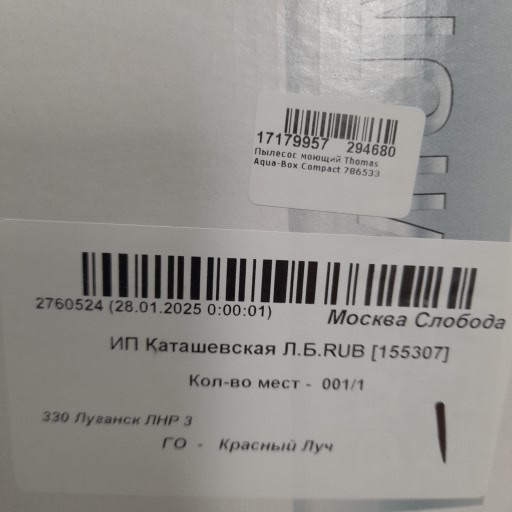 17179957 294680
Пылесос моющий Thomas
Aqua-Box Compact 786533
2760524 (28.01.2025 0:00:01)
Москва Слобода
ИП Каташевская Л.Б.RUB [155307]
Кол-во мест - 001/1
330 Луганск ЛНР 3
ГО - Красный Луч